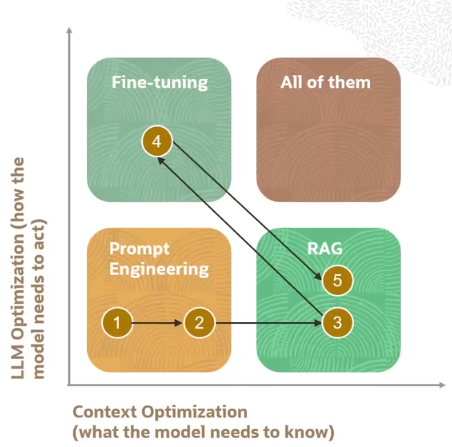 Fine-tuning
All of them
4
Prompt
Engineering
RAG
5
1
2
3
LLM Optimization (how the
model needs to act)
Context Optimization
(what the model needs to know)